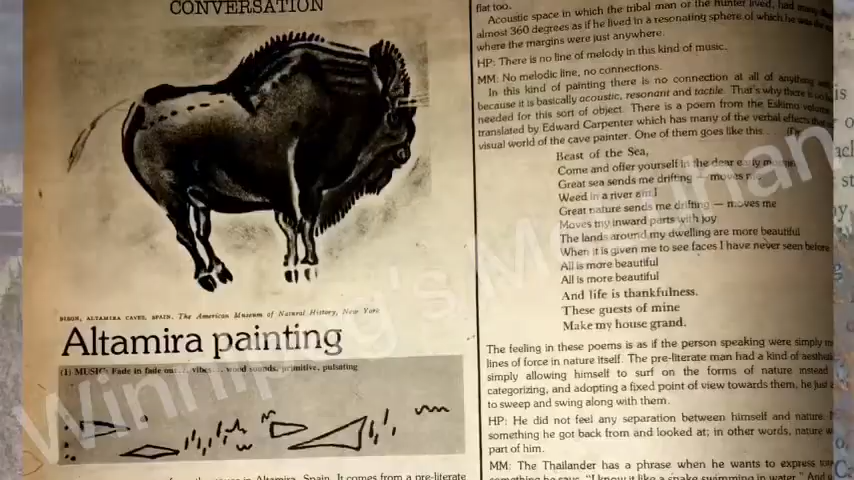 CONVERSATION
BISON, ALTAMIRA CAVES, SPAIN. The American Museum of Natural History, New York
Altamira painting
(1) MUSIC: Fade in fade out... vibes... wood sounds, primitive, pulsating
in Altamira, Spain. It comes from a pre-literate
flat too.
Acoustic space in which the tribal man or the hunter lived, had
almost 360 degrees as if he lived in a resonating sphere of which he was the
where the margins were just anywhere.
HP: There is no line of melody in this kind of music.
MM: No melodic line, no connections.
In this kind of painting there is no connection at all of anything
because it is basically acoustic, resonant and tactile. That's why there is
needed for this sort of object. There is a poem from the Eskimo
translated by Edward Carpenter which has many of the verbal effects
visual world of the cave painter. One of them goes like this . . .
Beast of the Sea,
Come and offer yourself in the dear early
Great sea sends me drifting — moves me
Weed in a river am I
Great nature sends me drifting — moves me
Moves my inward parts with joy
The lands around my dwelling are more beautiful
When it is given me to see faces I have never seen before
All is more beautiful
All is more beautiful
And life is thankfulness.
These guests of mine
Make my house grand.
The feeling in these poems is as if the person speaking were simply
lines of force in nature itself. The pre-literate man had a kind of
simply allowing himself to surf on the forms of nature instead
categorizing, and adopting a fixed point of view towards them, he just
to sweep and swing along with them.
HP: He did not feel any separation between himself and nature.
something he got back from and looked at; in other words, nature
part of him.
MM: The Thailander has a phrase when he wants to express
something he says, "I know it like a snake swimming in water." And
Winnipeg's McLuhan